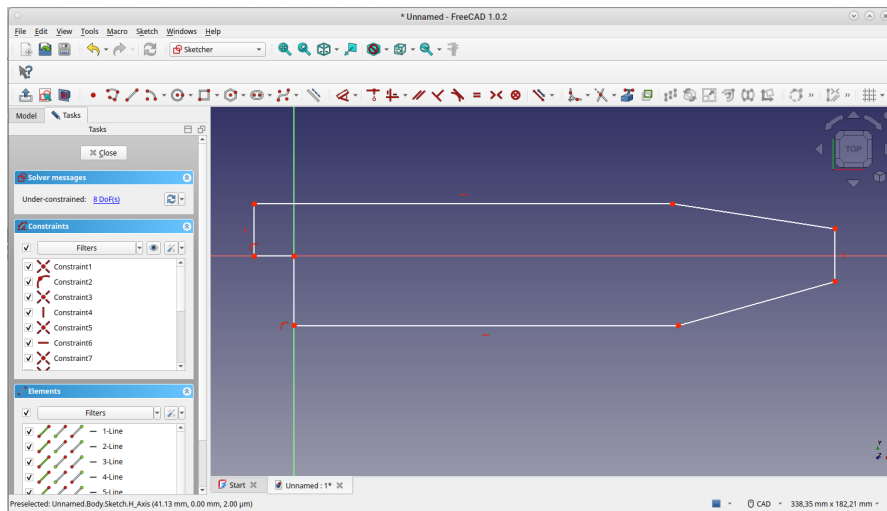 * Unnamed - FreeCAD 1.0.2
File Edit View Tools Macro Sketch Windows Help
Sketcher
Model Tasks
Tasks
Close
Solver messages
Under-constrained: 8 DoF(s)
Constraints
Filters
Constraint1
Constraint2
Constraint3
Constraint4
Constraint5
Constraint6
Constraint7
Elements
Filters
1-Line
2-Line
3-Line
4-Line
5-Line
TOP
Y
Z
Start
Unnamed : 1*
Preselected: Unnamed.Body.Sketch.H_Axis (41.13 mm, 0.00 mm, 2.00 μm)
CAD
338,35 mm x 182,21 mm